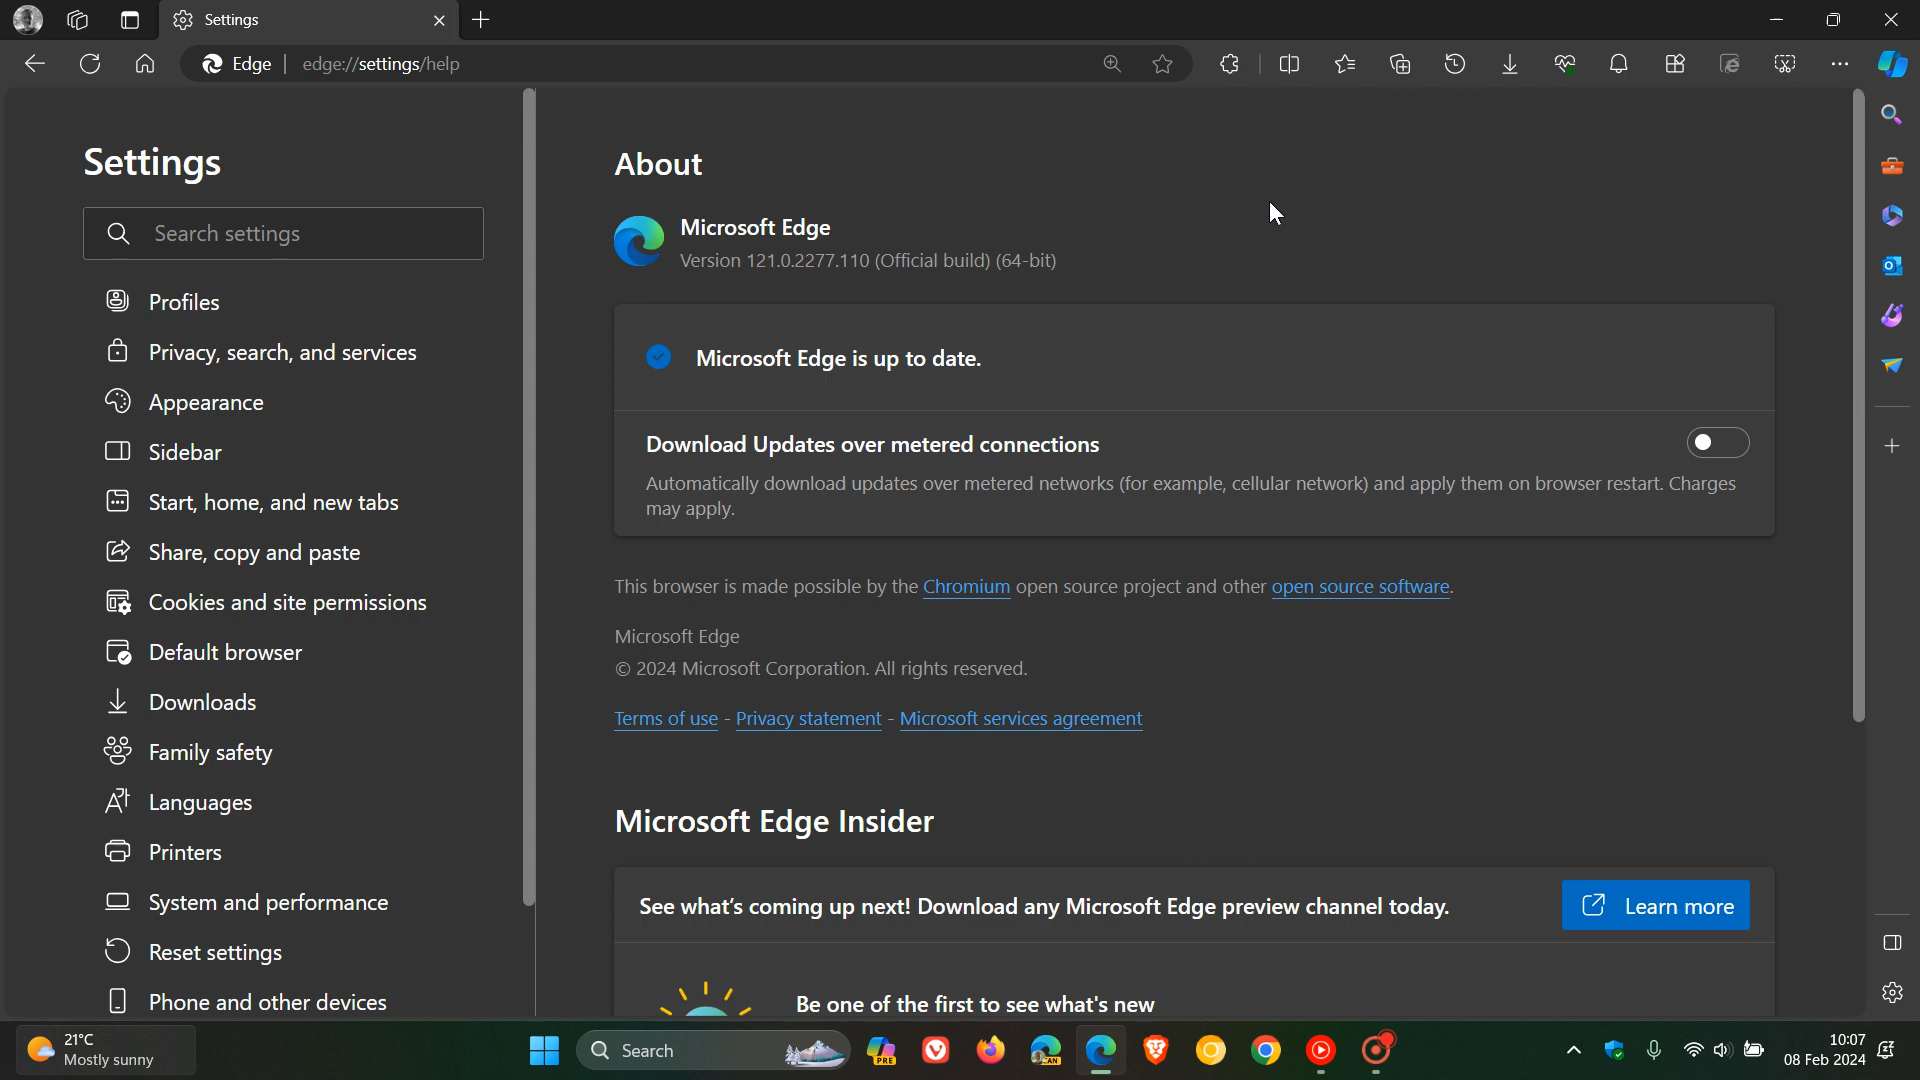 Settings
Edge
edge://settings/help
Settings
Search settings
Profiles
Privacy, search, and services
Appearance
Sidebar
Start, home, and new tabs
Share, copy and paste
Cookies and site permissions
Default browser
Downloads
Family safety
Languages
Printers
System and performance
Reset settings
Phone and other devices
About
Microsoft Edge
Version 121.0.2277.110 (Official build) (64-bit)
Microsoft Edge is up to date.
Download Updates over metered connections
Automatically download updates over metered networks (for example, cellular network) and apply them on browser restart. Charges
may apply.
This browser is made possible by the Chromium open source project and other open source software.
Microsoft Edge
© 2024 Microsoft Corporation. All rights reserved.
Terms of use - Privacy statement - Microsoft services agreement
Microsoft Edge Insider
See what's coming up next! Download any Microsoft Edge preview channel today.
Learn more
Be one of the first to see what's new
21°C
Mostly sunny
Search
PRE
CAN
10:07
08 Feb 2024